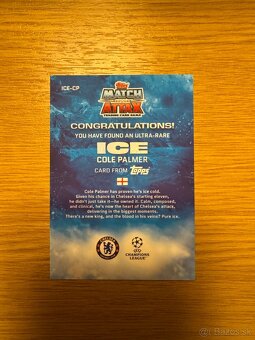 ICE-CP
Topps
MATCH
ATTAX
TRADING CARD GAME
CONGRATULATIONS!
YOU HAVE FOUND AN ULTRA-RARE
ICE
COLE PALMER
CARD FROM Topps
Cole Palmer has proven he's ice cold.
Given his chance in Chelsea's starting eleven,
he didn't just take it—he owned it. Calm, composed,
and clinical, he's now the heart of Chelsea's attack,
delivering in the biggest moments.
There's a new king, and the blood in his veins? Pure ice.
UEFA
CHAMPIONS
LEAGUE
Bazos.sk